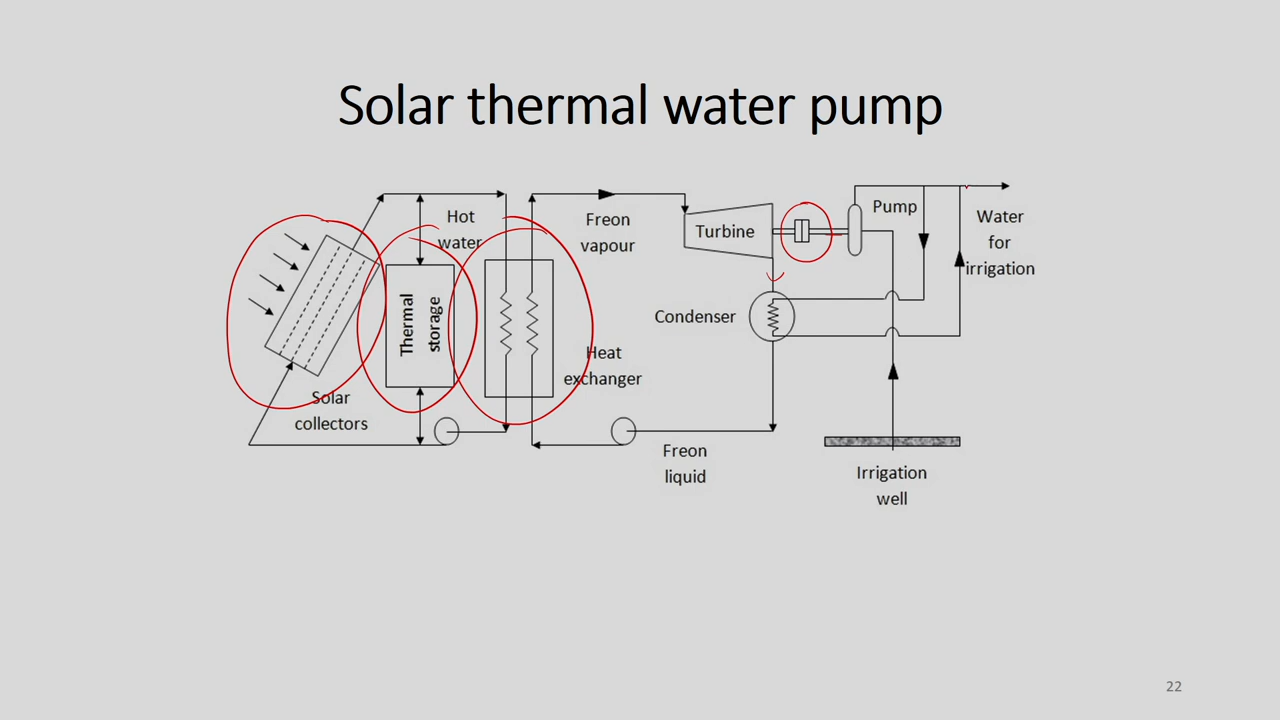 Solar thermal water pump
Hot
water
Freon
vapour
Turbine
Pump
Water
for
irrigation
Thermal
storage
Condenser
Heat
exchanger
Solar
collectors
Freon
liquid
Irrigation
well
22